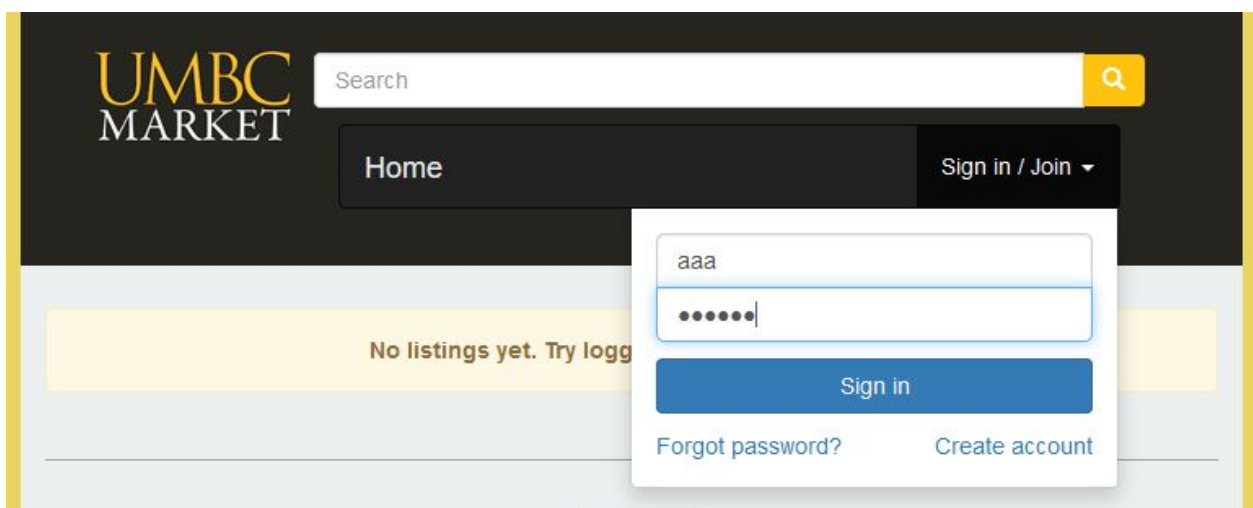 UMBC
MARKET
Search
Home
Sign in / Join
aaa
••••••
No listings yet. Try logg
Sign in
Forgot password?
Create account